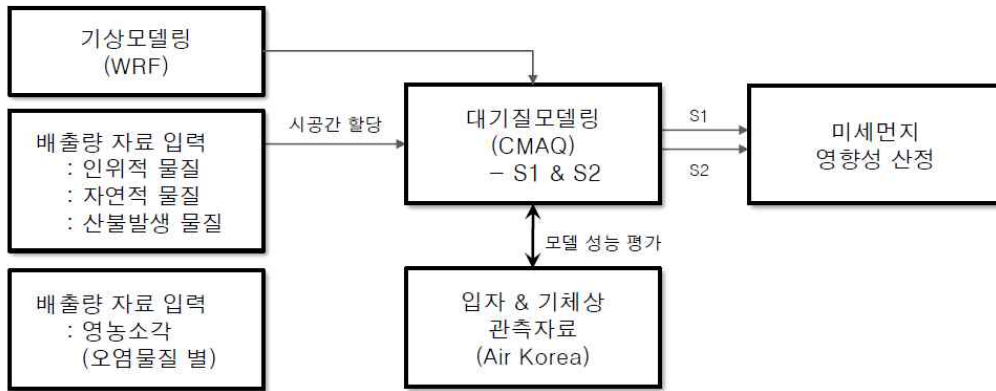 기상모델링
(WRF)
배출량 자료 입력
: 인위적 물질
: 자연적 물질
: 산불발생 물질
시공간 할당
대기질모델링
(CMAQ)
– S1 & S2
S1
S2
미세먼지
영향성 산정
모델 성능 평가
배출량 자료 입력
: 영농소각
(오염물질 별)
입자 & 기체상
관측자료
(Air Korea)